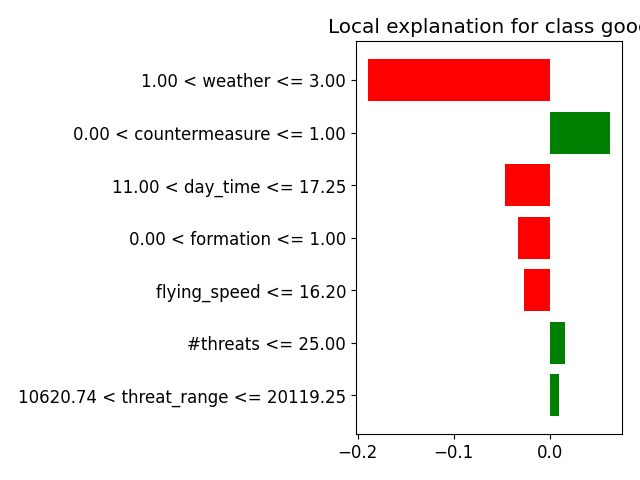 Local explanation for class goo
1.00 < weather <= 3.00
0.00 < countermeasure <= 1.00
11.00 < day_time <= 17.25
0.00 < formation <= 1.00
flying_speed <= 16.20
#threats <= 25.00
10620.74 < threat_range <= 20119.25
−0.2 −0.1 0.0